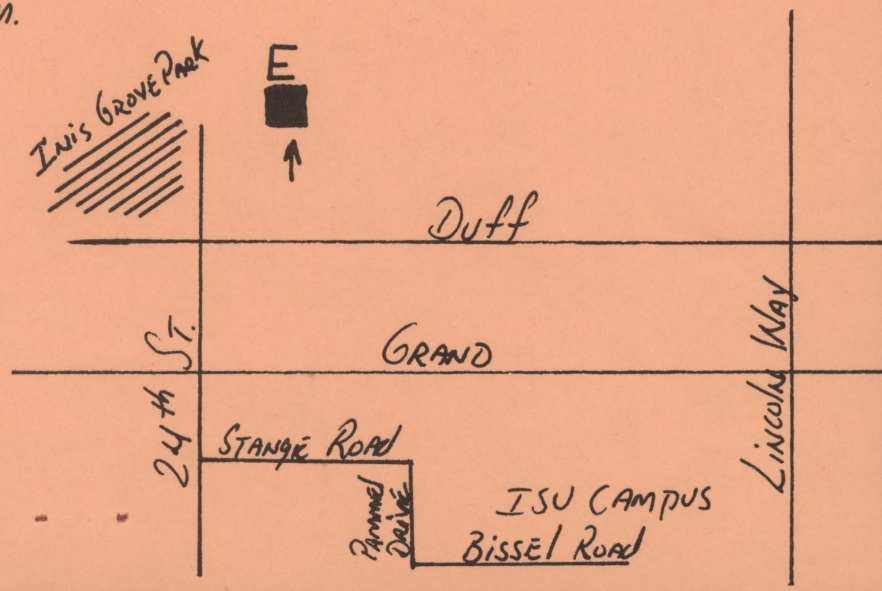 n.
INIS GROVE PARK
E
Duff
24th ST.
GRAND
LINCOLN WAY
STANGE ROAD
PAMMEL DRIVE
ISU CAMPUS
BISSEL ROAD